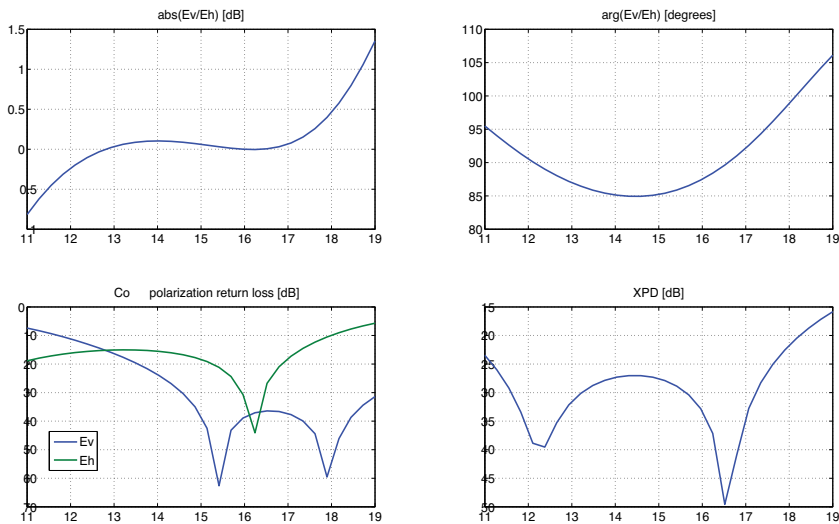 abs(Ev/Eh) [dB]
1.5
1
0.5
0
0.5
1
11 12 13 14 15 16 17 18 19
arg(Ev/Eh) [degrees]
110
105
100
95
90
85
80
11 12 13 14 15 16 17 18 19
Co polarization return loss [dB]
0
10
20
30
40
50
60
70
Ev
Eh
11 12 13 14 15 16 17 18 19
XPD [dB]
15
20
25
30
35
40
45
50
11 12 13 14 15 16 17 18 19